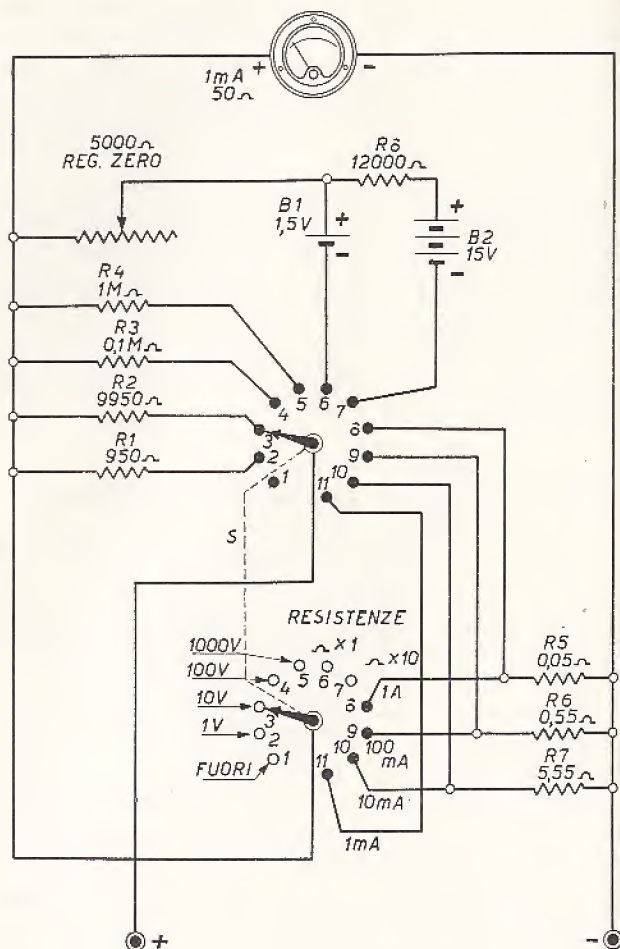 1mA + -
50Ω
5000Ω
REG. ZERO
R8
12000Ω
B1
1,5V
+
-
+
B2
15V
-
R4
1MΩ
R3
0,1MΩ
R2
9950Ω
R1
950Ω
5 6 7
4 8
3 9
2 10
1 11
S
RESISTENZE
1000V Ω x1 Ω x10
5 6 7
100V 4 8 1A
10V 3 9 100 mA
1V 2 10 10mA
FUORI 1 11 1mA
R5
0,05Ω
R6
0,55Ω
R7
5,55Ω
+ -